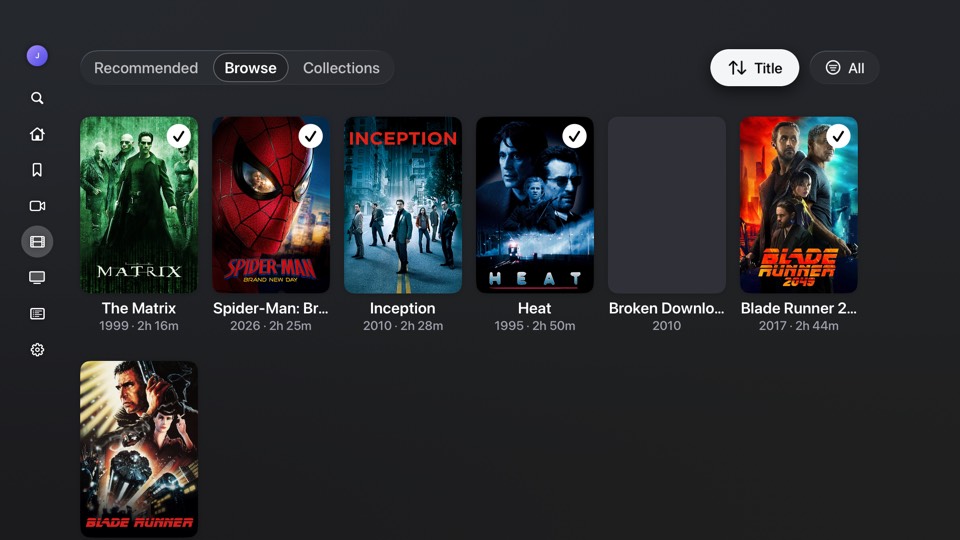 J
Recommended
Browse
Collections
Title
All
MATRIX
SPIDER-MAN
BRAND NEW DAY
INCEPTION
HEAT
BLADE
RUNNER
2049
The Matrix
Spider-Man: Br...
Inception
Heat
Broken Downlo...
Blade Runner 2...
1999 · 2h 16m
2026 · 2h 25m
2010 · 2h 28m
1995 · 2h 50m
2010
2017 · 2h 44m
BLADE RUNNER